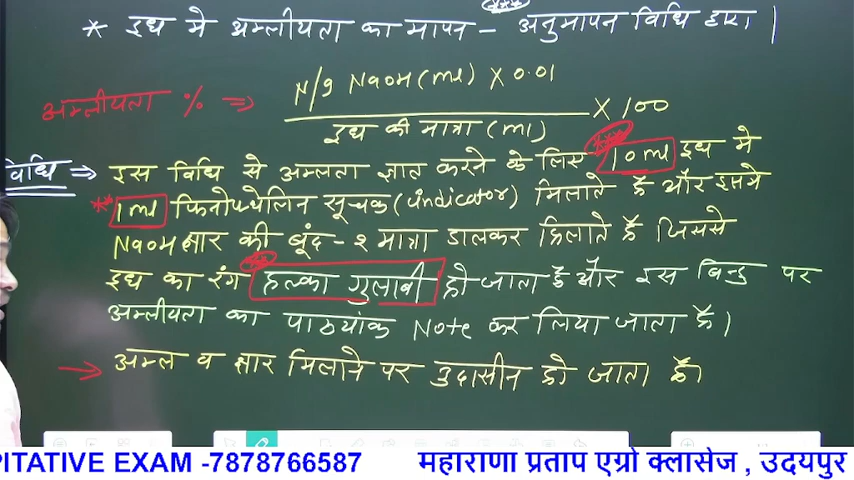 * दूध मे अम्लीयता का मापन - अनुमापन विधि द्वारा |
अम्लीयता % ⇒ N/9 NaOH (ml) X 0.01
दूध की मात्रा (ml)
X 100
विधि ⇒ इस विधि से अम्लता ज्ञात करने के लिए 10 ml दूध मे
1 ml फिनोफ्थेलिन सूचक (indicator) मिलाते है और इसमे
NaOH क्षार की बूंद-२ मात्रा डालकर हिलाते है जिससे
दूध का रंग हल्का गुलाबी हो जाता है और इस बिन्दु पर
अम्लीयता का पाठयांक Note कर लिया जाता है।
→ अम्ल व क्षार मिलाने पर उदासीन हो जाता है।
PITATIVE EXAM -7878766587 महाराणा प्रताप एग्रो क्लासेज , उदयपुर